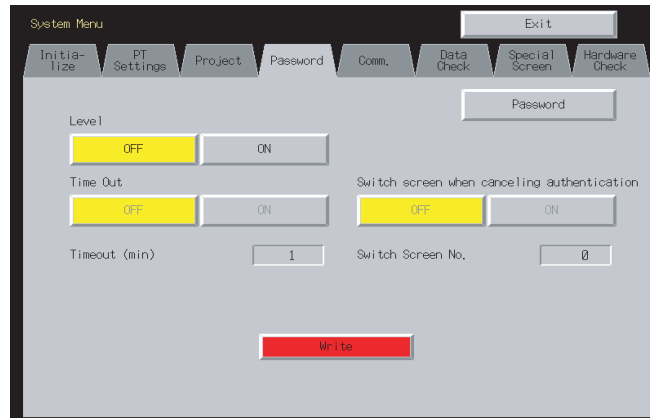 System Menu
Exit
Initia-
lize
PT
Settings
Project
Password
Comm.
Data
Check
Special
Screen
Hardware
Check
Password
Level
OFF
ON
Time Out
Switch screen when canceling authentication
OFF
ON
OFF
ON
Timeout (min)
1
Switch Screen No.
0
Write